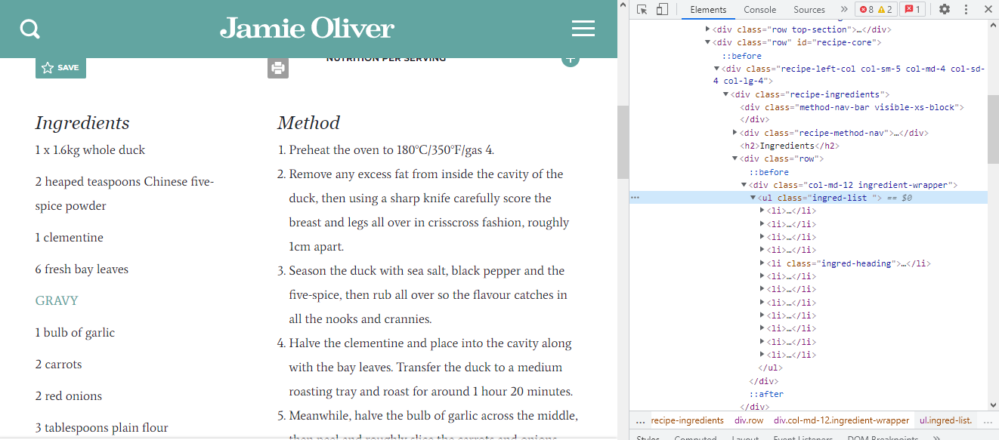 Jamie Oliver
SAVE
NUTRITION PER SERVING
Ingredients
1 x 1.6kg whole duck
2 heaped teaspoons Chinese five-
spice powder
1 clementine
6 fresh bay leaves
GRAVY
1 bulb of garlic
2 carrots
2 red onions
3 tablespoons plain flour
Method
1. Preheat the oven to 180°C/350°F/gas 4.
2. Remove any excess fat from inside the cavity of the
duck, then using a sharp knife carefully score the
breast and legs all over in crisscross fashion, roughly
1cm apart.
3. Season the duck with sea salt, black pepper and the
five-spice, then rub all over so the flavour catches in
all the nooks and crannies.
4. Halve the clementine and place into the cavity along
with the bay leaves. Transfer the duck to a medium
roasting tray and roast for around 1 hour 20 minutes.
5. Meanwhile, halve the bulb of garlic across the middle,
then peel and roughly slice the carrots and onions
Elements Console Sources » 8 2 1
<div class="row top-section">…</div>
<div class="row" id="recipe-core">
::before
<div class="recipe-left-col col-sm-5 col-md-4 col-sd-
4 col-lg-4">
<div class="recipe-ingredients">
<div class="method-nav-bar visible-xs-block">
</div>
<div class="recipe-method-nav">…</div>
<h2>Ingredients</h2>
<div class="row">
::before
<div class="col-md-12 ingredient-wrapper">
… <ul class="ingred-list "> == $0
<li>…</li>
<li>…</li>
<li>…</li>
<li>…</li>
<li class="ingred-heading">…</li>
<li>…</li>
<li>…</li>
<li>…</li>
<li>…</li>
<li>…</li>
<li>…</li>
<li>…</li>
</ul>
</div>
::after
</div>
… recipe-ingredients div.row div.col-md-12.ingredient-wrapper ul.ingred-list. …
Styles Computed Layout Event Listeners DOM Breakpoints »